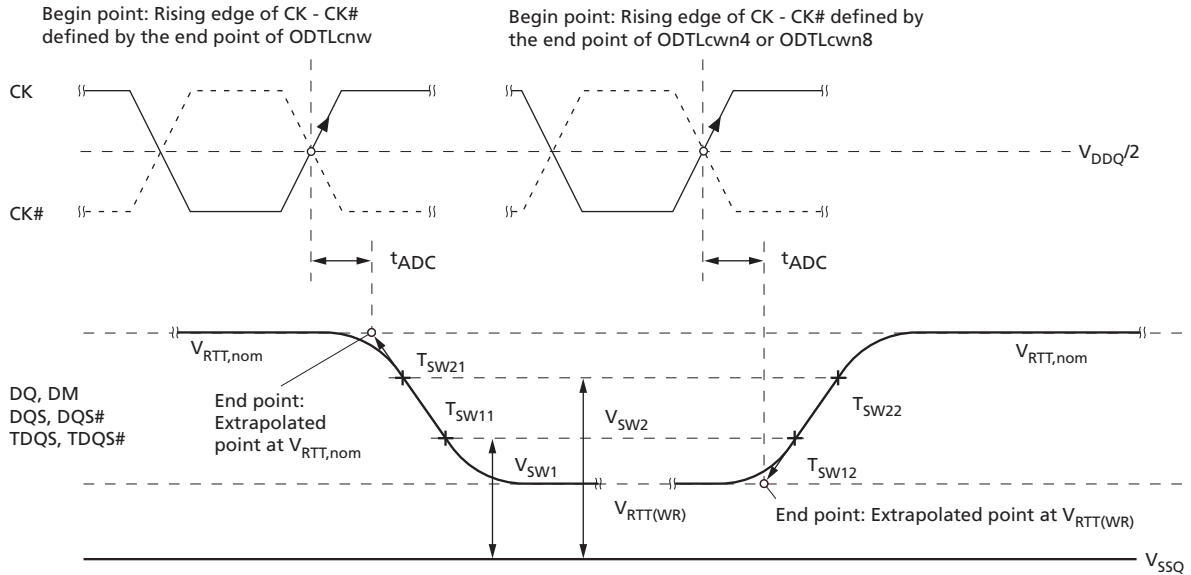 Begin point: Rising edge of CK - CK#
defined by the end point of ODTLcnw
Begin point: Rising edge of CK - CK# defined by
the end point of ODTLcwn4 or ODTLcwn8
CK
VDDQ/2
CK#
tADC
tADC
VRTT,nom
VRTT,nom
TSW21
DQ, DM
DQS, DQS#
TDQS, TDQS#
End point:
Extrapolated
point at VRTT,nom
TSW11
VSW2
TSW22
VSW1
TSW12
VRTT(WR)
End point: Extrapolated point at VRTT(WR)
VSSQ